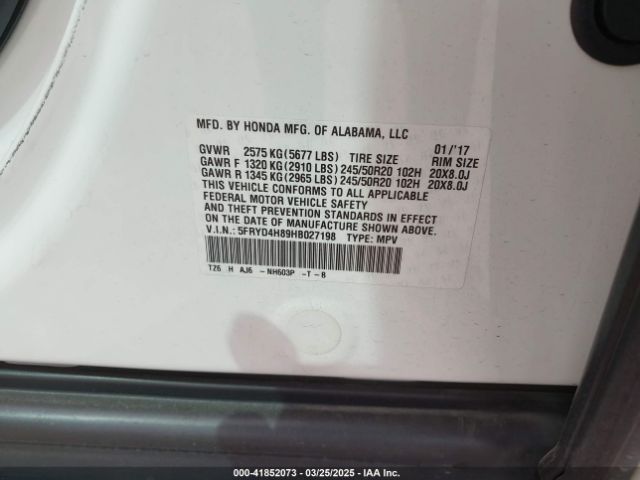 MFD. BY HONDA MFG. OF ALABAMA, LLC
GVWR 2575 KG(5677 LBS) TIRE SIZE 01/'17 RIM SIZE
GAWR F 1320 KG(2910 LBS) 245/50R20 102H 20X8.0J
GAWR R 1345 KG(2965 LBS) 245/50R20 102H 20X8.0J
THIS VEHICLE CONFORMS TO ALL APPLICABLE
FEDERAL MOTOR VEHICLE SAFETY
AND THEFT PREVENTION STANDARDS IN EFFECT
ON THE DATE OF MANUFACTURE SHOWN ABOVE.
V.I.N.: 5FRYD4H89HB027198 TYPE: MPV
TZ6 H AJ6 -NH603P -T-B
000-41852073 — 03/25/2025 — IAA Inc.